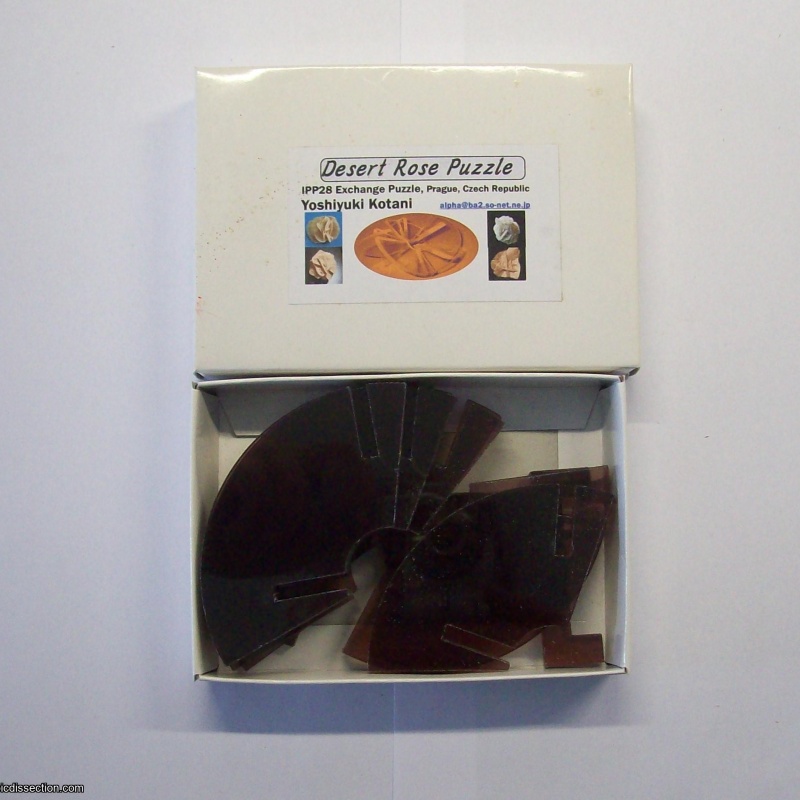 Desert Rose Puzzle
IPP28 Exchange Puzzle, Prague, Czech Republic
Yoshiyuki Kotani alpha@ba2.so-net.ne.jp
icdissection.com